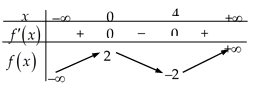 x −∞ 0 4 +∞
f′(x) + 0 − 0 +
f(x) −∞ 2 −2 +∞